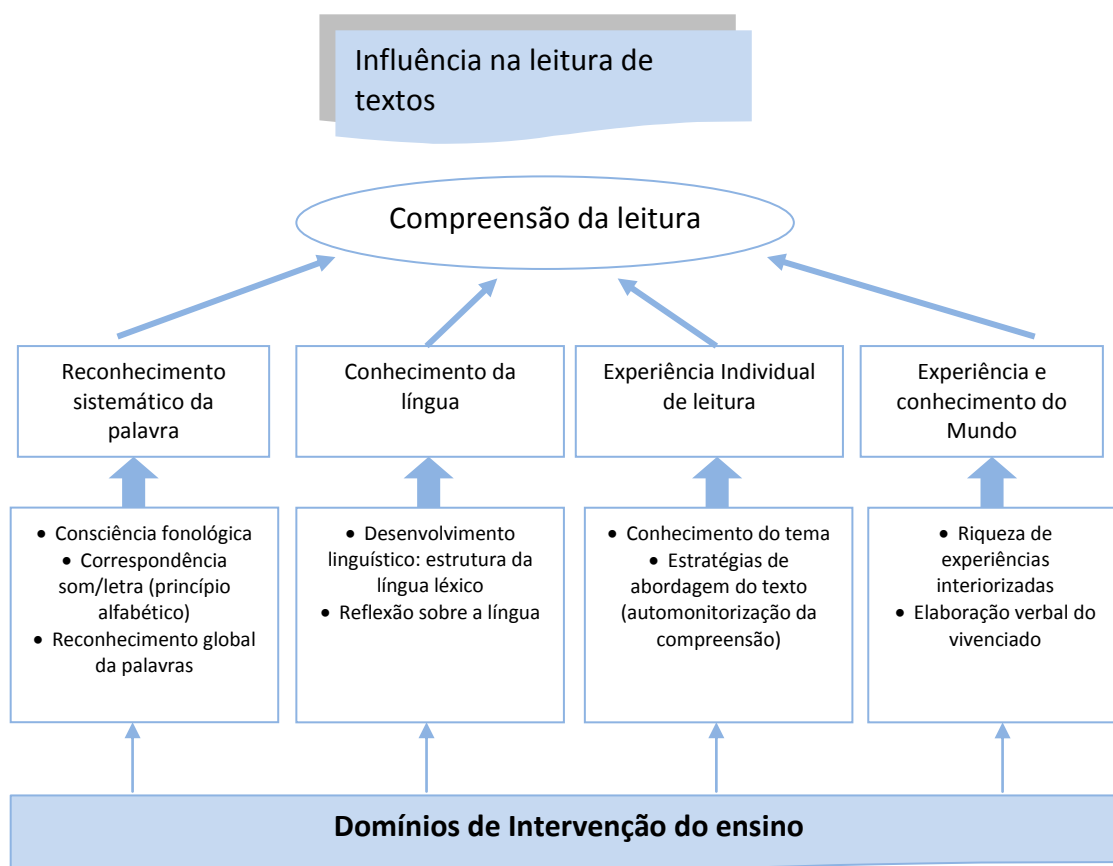 Influência na leitura de
textos
Compreensão da leitura
Reconhecimento
sistemático da
palavra
Conhecimento da
língua
Experiência Individual
de leitura
Experiência e
conhecimento do
Mundo
• Consciência fonológica
• Correspondência
som/letra (princípio
alfabético)
• Reconhecimento global
da palavras
• Desenvolvimento
linguístico: estrutura da
língua léxico
• Reflexão sobre a língua
• Conhecimento do tema
• Estratégias de
abordagem do texto
(automonitorização da
compreensão)
• Riqueza de
experiências
interiorizadas
• Elaboração verbal do
vivenciado
Domínios de Intervenção do ensino